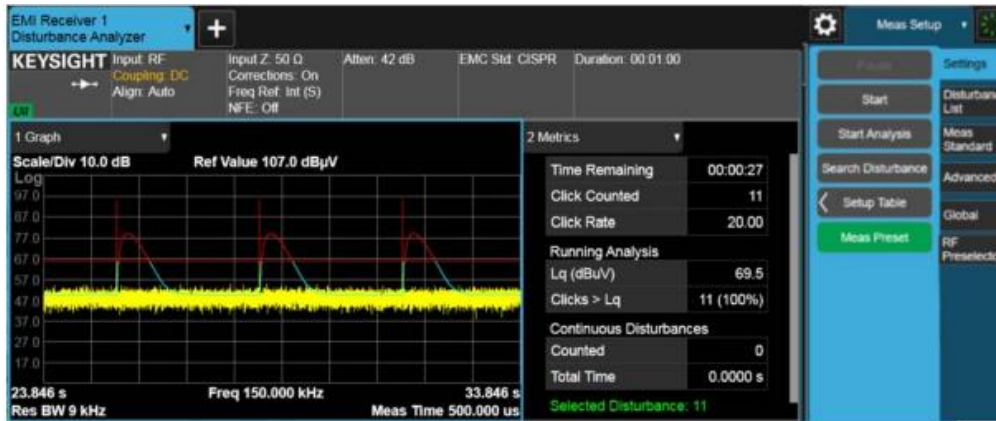 EMI Receiver 1
Disturbance Analyzer
+
Meas Setup
KEYSIGHT
Input: RF
Coupling: DC
Align: Auto
Input Z: 50 Ω
Corrections: On
Freq Ref: Int (S)
NFE: Off
Atten: 42 dB
EMC Std: CISPR
Duration: 00:01:00
1 Graph
Scale/Div 10.0 dB
Ref Value 107.0 dBµV
Log
97.0
87.0
77.0
67.0
57.0
47.0
37.0
27.0
17.0
23.846 s
Freq 150.000 kHz
33.846 s
Res BW 9 kHz
Meas Time 500.000 us
2 Metrics
Time Remaining 00:00:27
Click Counted 11
Click Rate 20.00
Running Analysis
Lq (dBuV) 69.5
Clicks > Lq 11 (100%)
Continuous Disturbances
Counted 0
Total Time 0.0000 s
Selected Disturbance: 11
Pause
Start
Start Analysis
Search Disturbance
Setup Table
Meas Preset
Settings
Disturbanc
List
Meas
Standard
Advanced
Global
RF
Preselecto